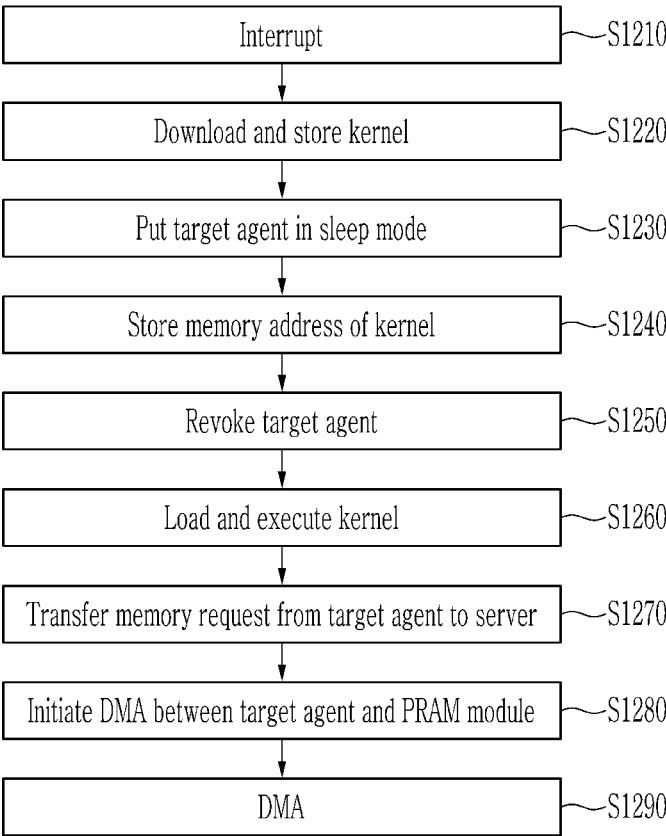 Interrupt S1210
Download and store kernel S1220
Put target agent in sleep mode S1230
Store memory address of kernel S1240
Revoke target agent S1250
Load and execute kernel S1260
Transfer memory request from target agent to server S1270
Initiate DMA between target agent and PRAM module S1280
DMA S1290